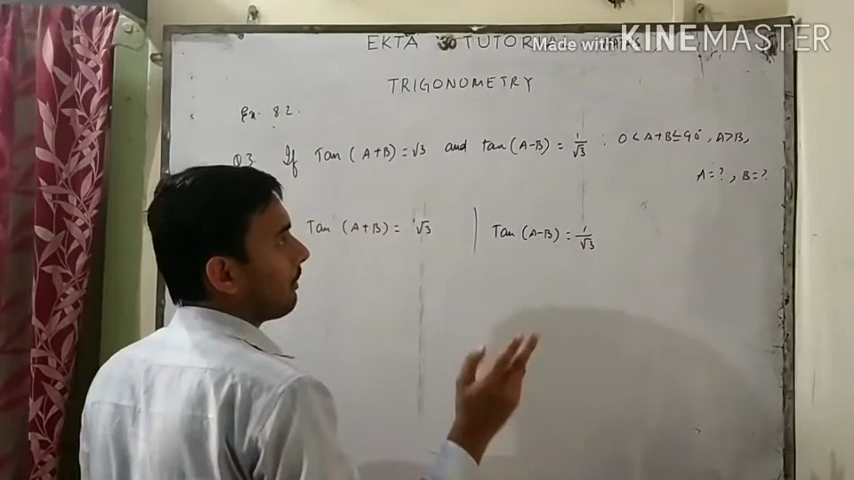 EKTA TUTORIA
Made with KINEMASTER
TRIGONOMETRY
Ex. 8.2.
Q3. If Tan (A+B) = √3 and tan (A-B) = 1/√3 . 0 < A+B ≤ 90°, A>B,
A=?, B=?
Tan (A+B) = √3 | Tan (A-B) = 1/√3